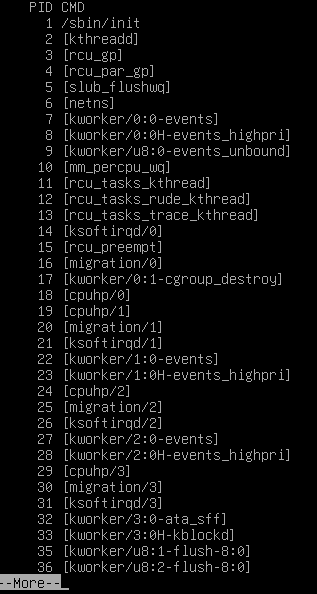 PID CMD
1 /sbin/init
2 [kthreadd]
3 [rcu_gp]
4 [rcu_par_gp]
5 [slub_flushwq]
6 [netns]
7 [kworker/0:0-events]
8 [kworker/0:0H-events_highpri]
9 [kworker/u8:0-events_unbound]
10 [mm_percpu_wq]
11 [rcu_tasks_kthread]
12 [rcu_tasks_rude_kthread]
13 [rcu_tasks_trace_kthread]
14 [ksoftirqd/0]
15 [rcu_preempt]
16 [migration/0]
17 [kworker/0:1-cgroup_destroy]
18 [cpuhp/0]
19 [cpuhp/1]
20 [migration/1]
21 [ksoftirqd/1]
22 [kworker/1:0-events]
23 [kworker/1:0H-events_highpri]
24 [cpuhp/2]
25 [migration/2]
26 [ksoftirqd/2]
27 [kworker/2:0-events]
28 [kworker/2:0H-events_highpri]
29 [cpuhp/3]
30 [migration/3]
31 [ksoftirqd/3]
32 [kworker/3:0-ata_sff]
33 [kworker/3:0H-kblockd]
35 [kworker/u8:1-flush-8:0]
36 [kworker/u8:2-flush-8:0]
--More--